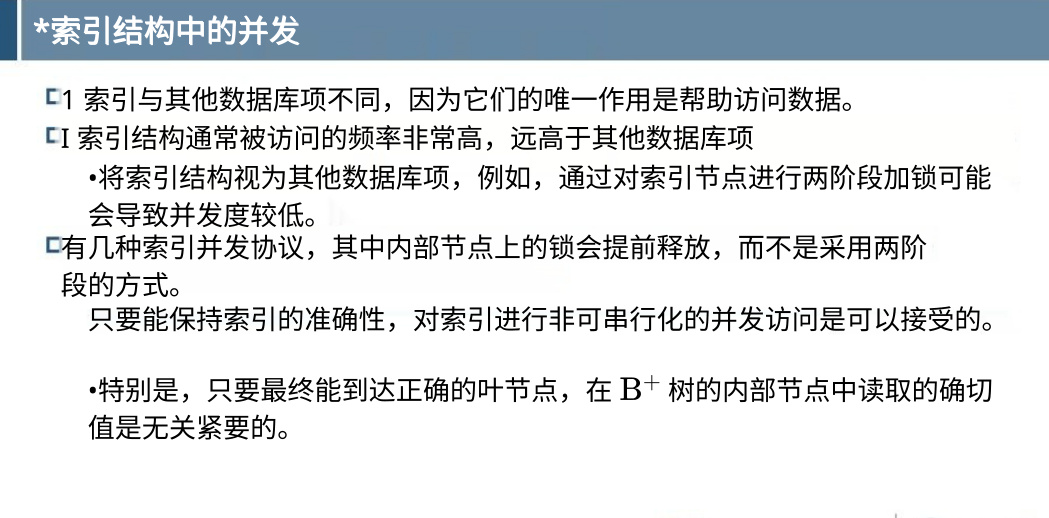 *索引结构中的并发
1 索引与其他数据库项不同，因为它们的唯一作用是帮助访问数据。
I 索引结构通常被访问的频率非常高，远高于其他数据库项
•将索引结构视为其他数据库项，例如，通过对索引节点进行两阶段加锁可能
会导致并发度较低。
有几种索引并发协议，其中内部节点上的锁会提前释放，而不是采用两阶
段的方式。
只要能保持索引的准确性，对索引进行非可串行化的并发访问是可以接受的。
•特别是，只要最终能到达正确的叶节点，在 B⁺ 树的内部节点中读取的确切
值是无关紧要的。